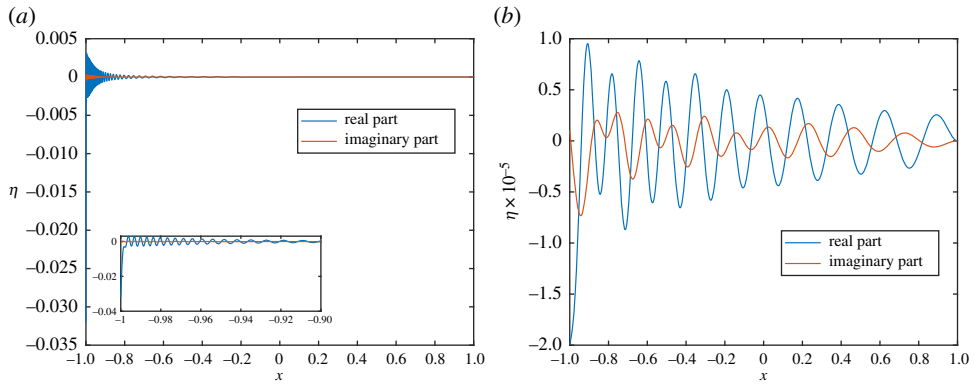 (a)
0.005
0
−0.005
−0.010
−0.015
−0.020
−0.025
−0.030
−0.035
η
real part
imaginary part
0
−0.02
−0.04
−1 −0.98 −0.96 −0.94 −0.92 −0.90
−1.0 −0.8 −0.6 −0.4 −0.2 0 0.2 0.4 0.6 0.8 1.0
x
(b)
1.0
0.5
0
−0.5
−1.0
−1.5
−2.0
η × 10⁻⁵
real part
imaginary part
−1.0 −0.8 −0.6 −0.4 −0.2 0 0.2 0.4 0.6 0.8 1.0
x